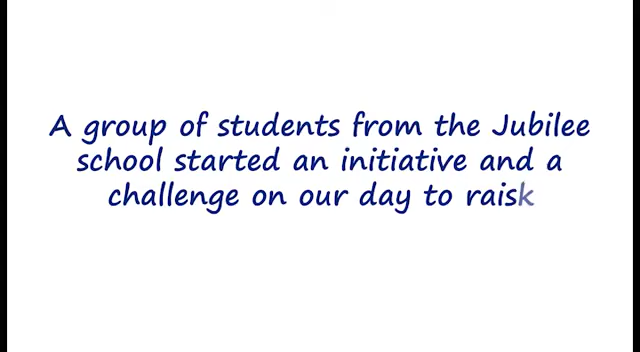 A group of students from the Jubilee
school started an initiative and a
challenge on our day to raisk